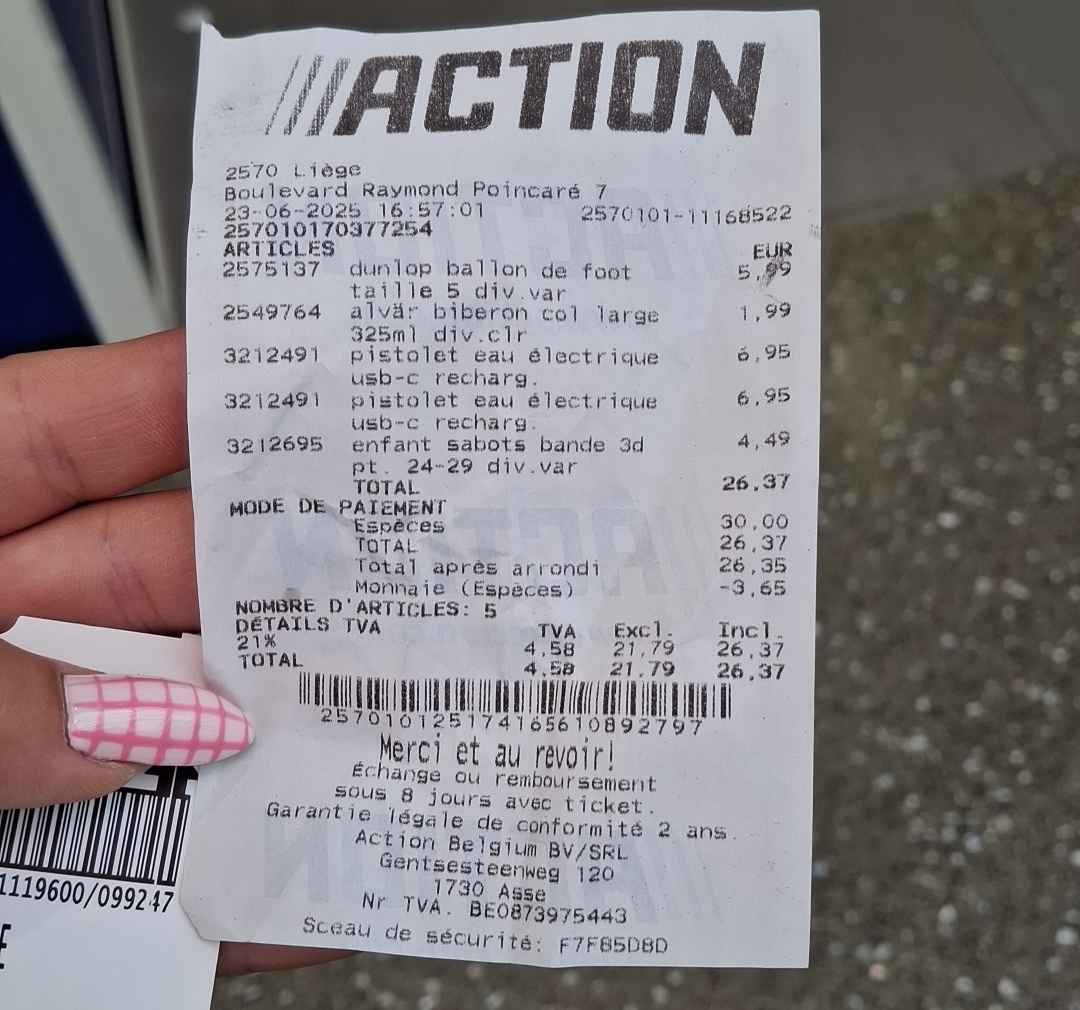 ///ACTION
2570 Liège
Boulevard Raymond Poincaré 7
23-06-2025 16:57:01 2570101-11168522
257010170377254
ARTICLES EUR
2575137 dunlop ballon de foot 5,99
taille 5 div.var
2549764 alvär biberon col large 1,99
325ml div.clr
3212491 pistolet eau électrique 6,95
usb-c recharg.
3212491 pistolet eau électrique 6,95
usb-c recharg.
3212695 enfant sabots bande 3d 4,49
pt. 24-29 div.var
TOTAL 26,37
MODE DE PAIEMENT
Espèces 30,00
TOTAL 26,37
Total après arrondi 26,35
Monnaie (Espèces) -3,65
NOMBRE D'ARTICLES: 5
DÉTAILS TVA TVA Excl. Incl.
21% 4,58 21,79 26,37
TOTAL 4,58 21,79 26,37
257010125174165610892797
Merci et au revoir!
Échange ou remboursement
sous 8 jours avec ticket.
Garantie légale de conformité 2 ans.
Action Belgium BV/SRL
Gentsesteenweg 120
1730 Asse
Nr TVA. BE0873975443
Sceau de sécurité: F7F85D8D
1119600/099247